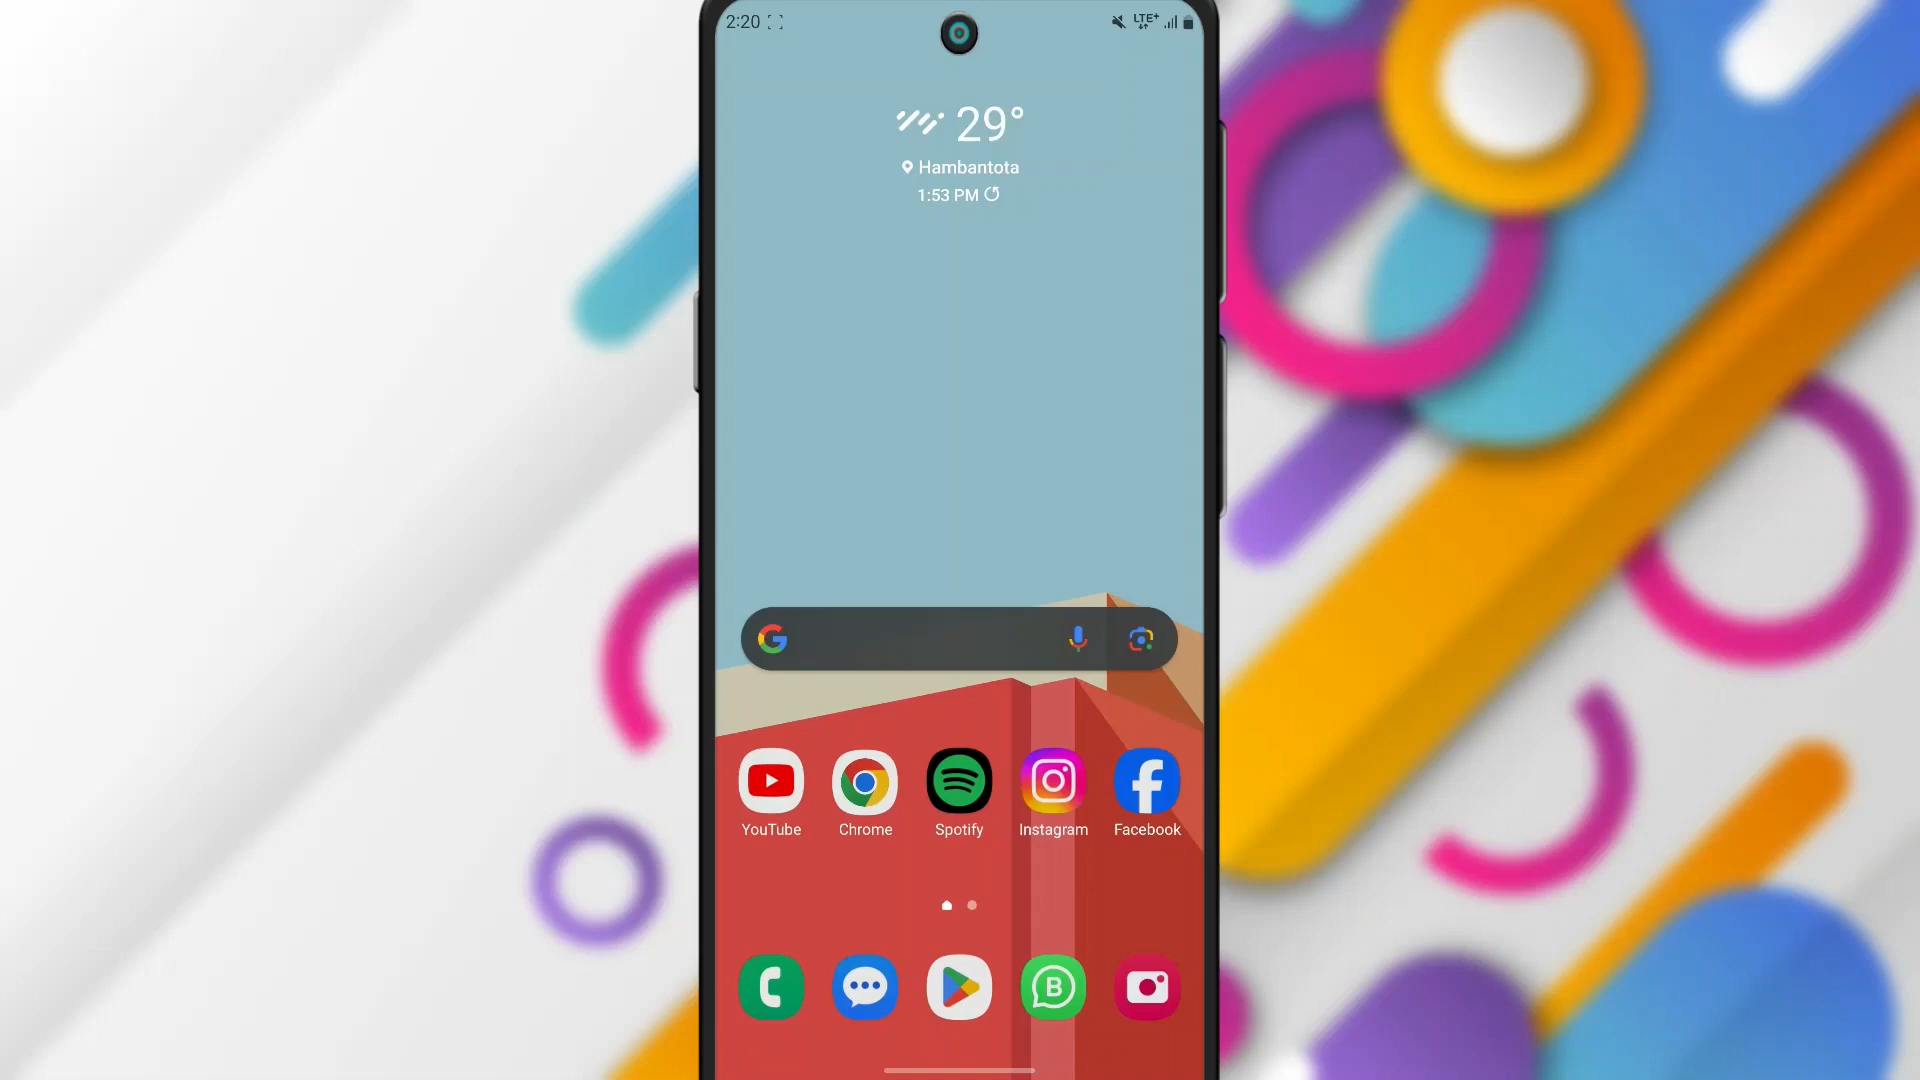 2:20
LTE+
29°
Hambantota
1:53 PM
YouTube
Chrome
Spotify
Instagram
Facebook
B